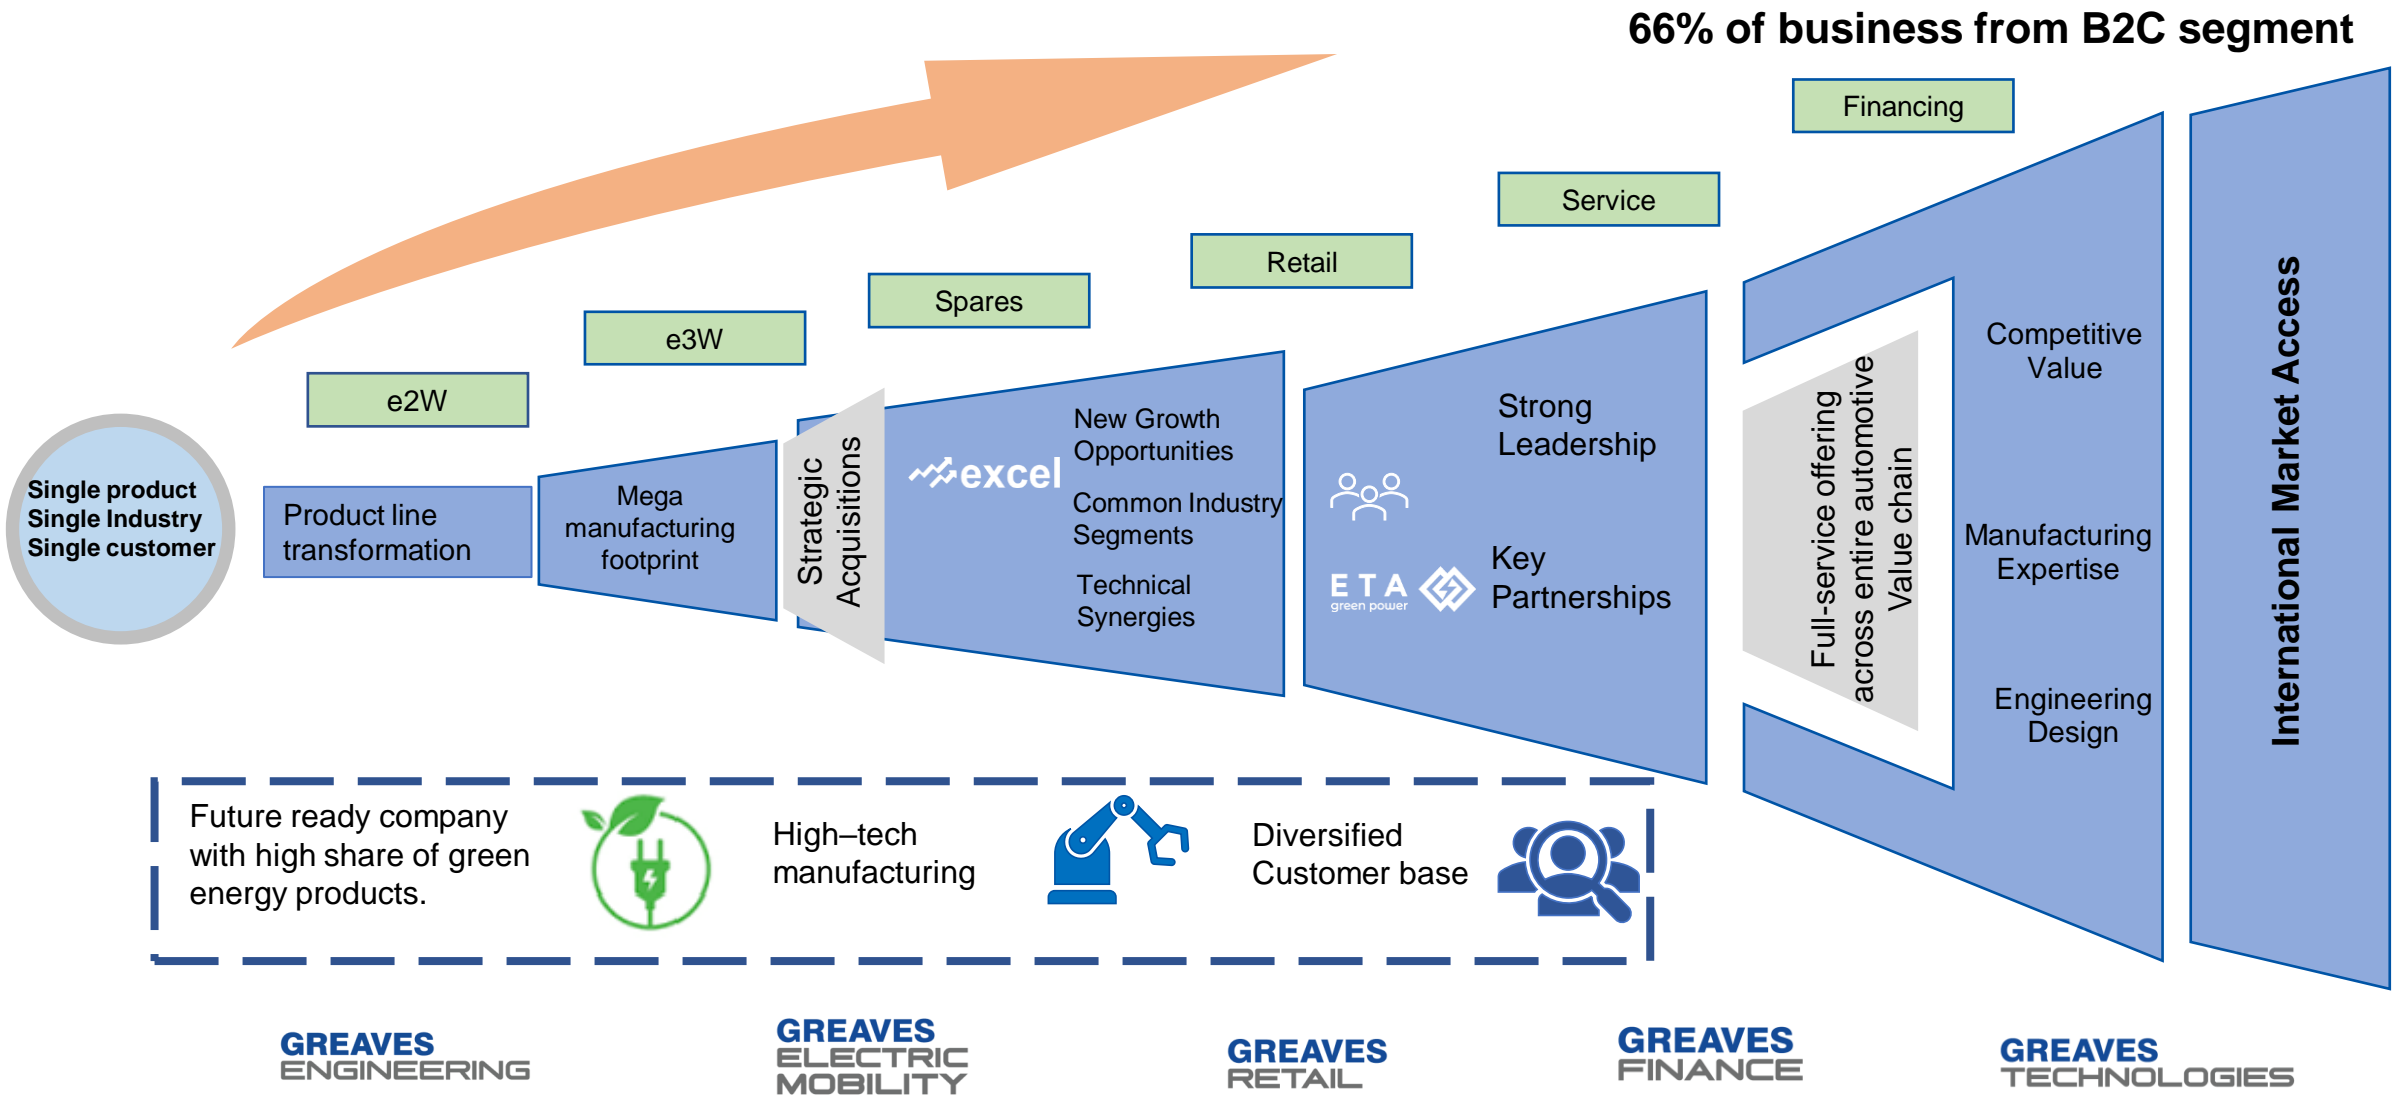 66% of business from B2C segment
Financing
Service
Retail
Spares
e3W
e2W
Single product
Single Industry
Single customer
Product line
transformation
Mega
manufacturing
footprint
Strategic
Acquisitions
excel
New Growth
Opportunities
Common Industry
Segments
Technical
Synergies
Strong
Leadership
ETA
green power
Key
Partnerships
Full-service offering
across entire automotive
Value chain
Competitive
Value
Manufacturing
Expertise
Engineering
Design
International Market Access
Future ready company
with high share of green
energy products.
High–tech
manufacturing
Diversified
Customer base
GREAVES
ENGINEERING
GREAVES
ELECTRIC
MOBILITY
GREAVES
RETAIL
GREAVES
FINANCE
GREAVES
TECHNOLOGIES